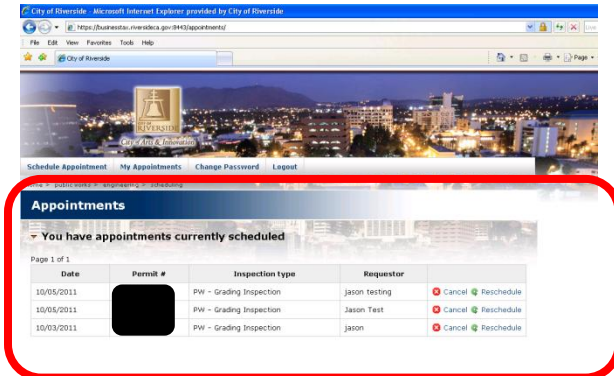 City of Riverside - Microsoft Internet Explorer provided by City of Riverside
https://businesstax.riversideca.gov:8443/appointments/
File Edit View Favorites Tools Help
City of Riverside
Page
CITY OF
RIVERSIDE
City of Arts & Innovation
Schedule Appointment My Appointments Change Password Logout
home > public works > engineering > scheduling
Appointments
You have appointments currently scheduled
Page 1 of 1
Date Permit # Inspection type Requestor
10/05/2011 PW - Grading Inspection jason testing Cancel Reschedule
10/05/2011 PW - Grading Inspection Jason Test Cancel Reschedule
10/03/2011 PW - Grading Inspection jason Cancel Reschedule